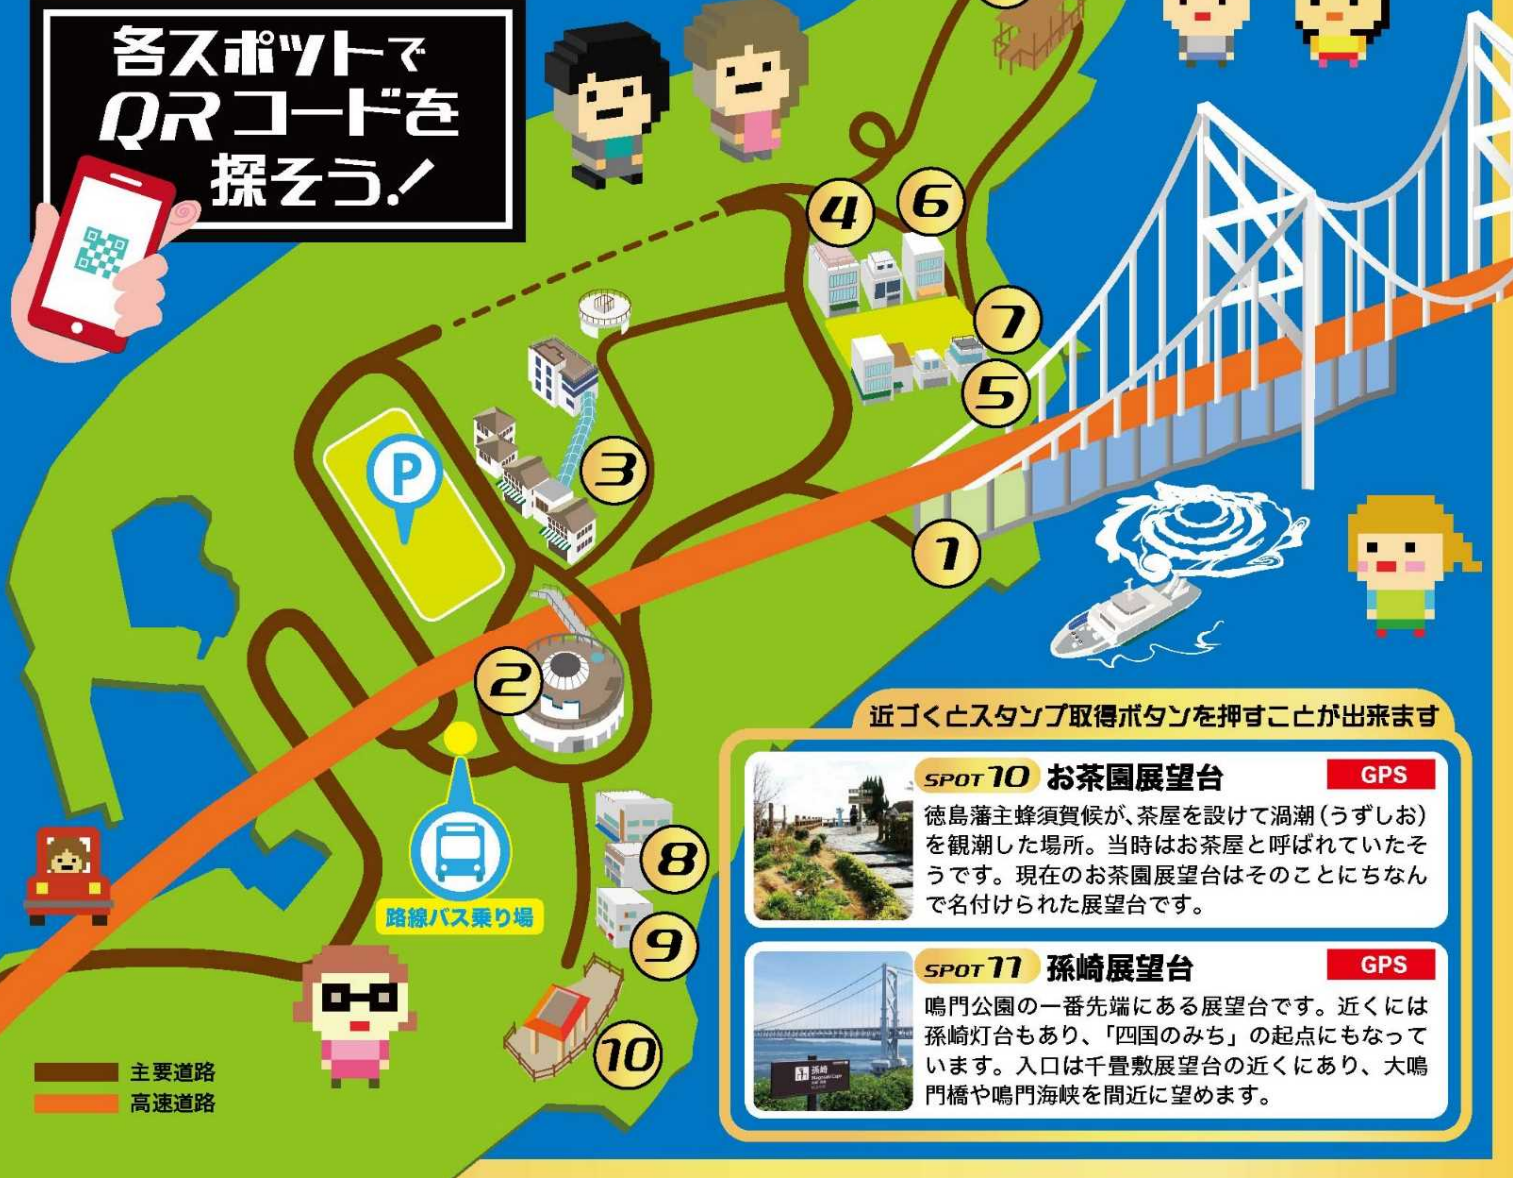 各スポットで
QRコードを
探そう！
4
6
7
5
P
3
1
2
路線バス乗り場
8
9
10
主要道路
高速道路
近づくとスタンプ取得ボタンを押すことが出来ます
SPOT 10 お茶園展望台 GPS
徳島藩主蜂須賀候が、茶屋を設けて渦潮（うずしお）
を観潮した場所。当時はお茶屋と呼ばれていたそ
うです。現在のお茶園展望台はそのことにちなん
で名付けられた展望台です。
SPOT 11 孫崎展望台 GPS
鳴門公園の一番先端にある展望台です。近くには
孫崎灯台もあり、「四国のみち」の起点にもなって
います。入口は千畳敷展望台の近くにあり、大鳴
門橋や鳴門海峡を間近に望めます。
孫崎